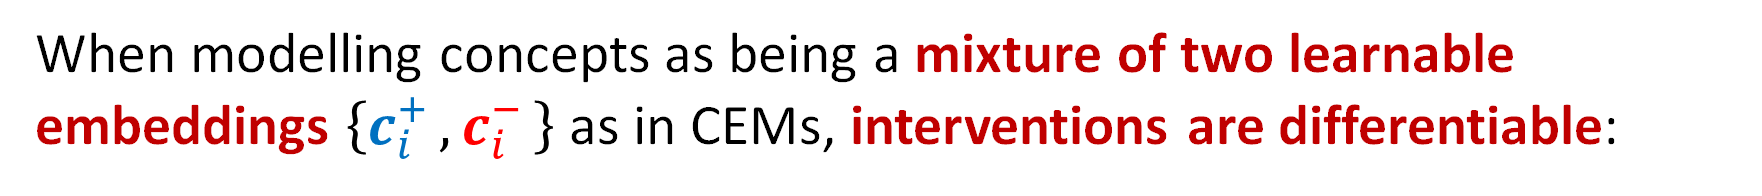 When modelling concepts as being a mixture of two learnable
embeddings {c_i^+ , c_i^- } as in CEMs, interventions are differentiable: